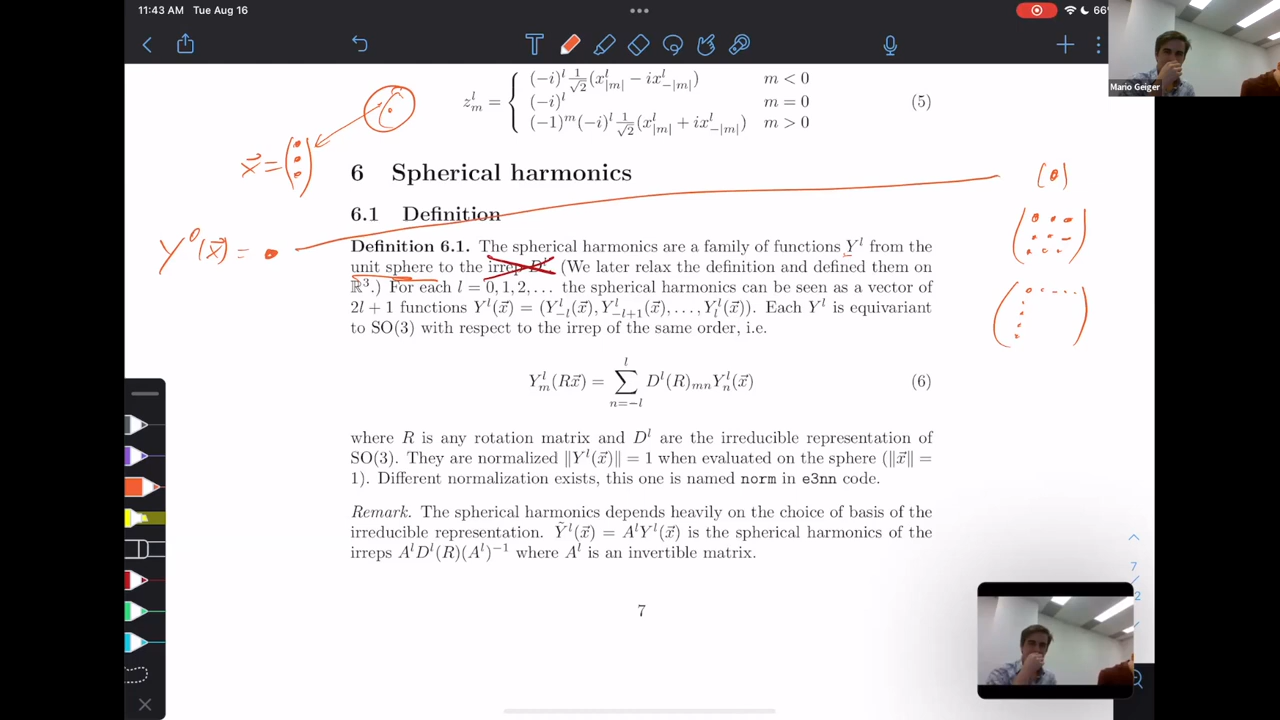 11:43 AM Tue Aug 16
66%
Mario Geiger
z^l_m = { (−i)^l 1/√2 (x^l_{|m|} − ix^l_{−|m|}) m < 0
(−i)^l m = 0
(−1)^m (−i)^l 1/√2 (x^l_{|m|} + ix^l_{−|m|}) m > 0
(5)
x⃗ =
6 Spherical harmonics
6.1 Definition
Y^0(x⃗) =
Definition 6.1. The spherical harmonics are a family of functions Y^l from the
unit sphere to the irrep D^l. (We later relax the definition and defined them on
ℝ^3.) For each l = 0, 1, 2, . . . the spherical harmonics can be seen as a vector of
2l + 1 functions Y^l(x⃗) = (Y^l_{−l}(x⃗), Y^l_{−l+1}(x⃗), . . . , Y^l_l(x⃗)). Each Y^l is equivariant
to SO(3) with respect to the irrep of the same order, i.e.
Y^l_m(Rx⃗) = ∑_{n=−l}^{l} D^l(R)_{mn} Y^l_n(x⃗) (6)
where R is any rotation matrix and D^l are the irreducible representation of
SO(3). They are normalized ‖Y^l(x⃗)‖ = 1 when evaluated on the sphere (‖x⃗‖ =
1). Different normalization exists, this one is named norm in e3nn code.
Remark. The spherical harmonics depends heavily on the choice of basis of the
irreducible representation. Ỹ^l(x⃗) = A^l Y^l(x⃗) is the spherical harmonics of the
irreps A^l D^l(R)(A^l)^{−1} where A^l is an invertible matrix.
7